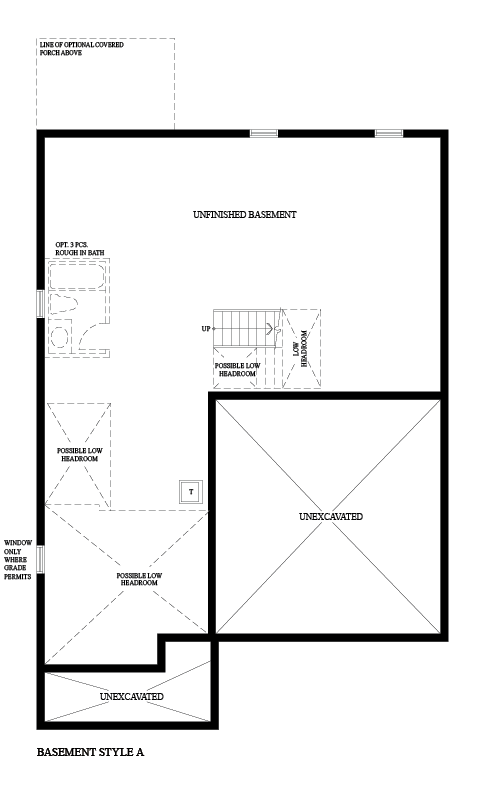 LINE OF OPTIONAL COVERED
PORCH ABOVE
UNFINISHED BASEMENT
OPT. 3 PCS.
ROUGH IN BATH
UP
LOW
HEADROOM
POSSIBLE LOW
HEADROOM
POSSIBLE LOW
HEADROOM
T
UNEXCAVATED
WINDOW
ONLY
WHERE
GRADE
PERMITS
POSSIBLE LOW
HEADROOM
UNEXCAVATED
BASEMENT STYLE A